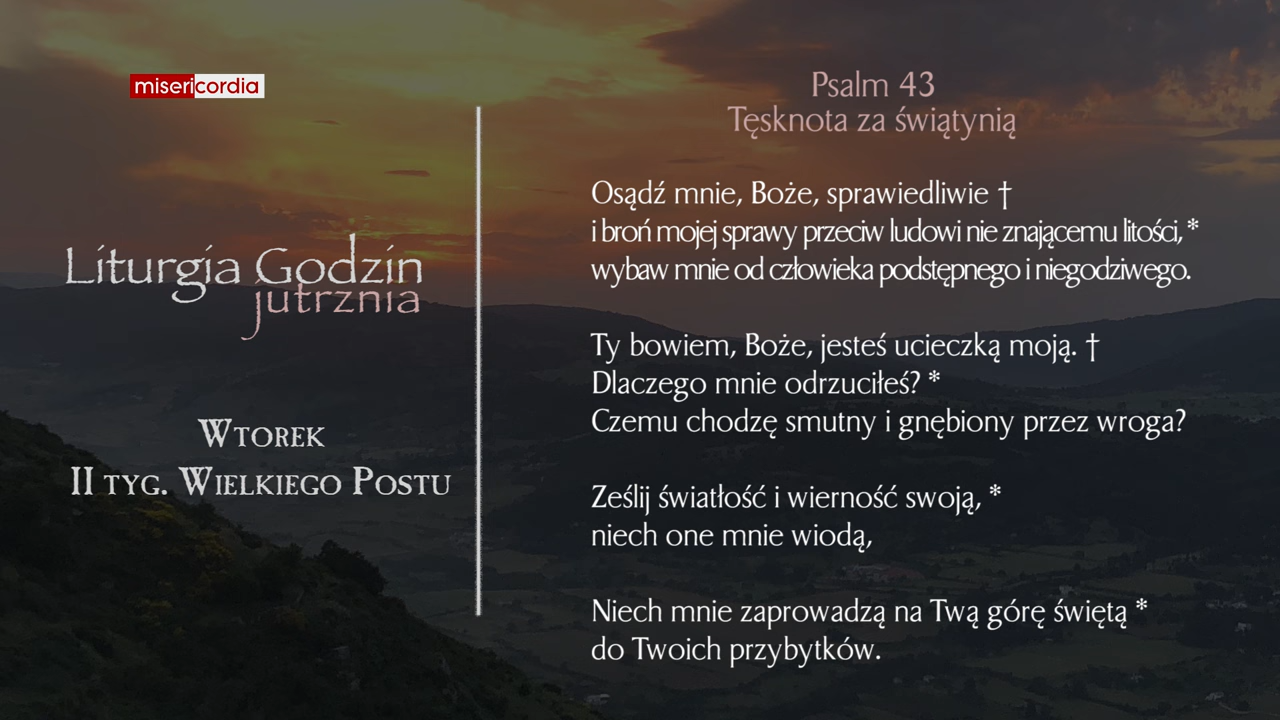 misericordia
Liturgia Godzin
jutrznia
Wtorek
II tyg. Wielkiego Postu
Psalm 43
Tęsknota za świątynią
Osądź mnie, Boże, sprawiedliwie †
i broń mojej sprawy przeciw ludowi nie znającemu litości, *
wybaw mnie od człowieka podstępnego i niegodziwego.
Ty bowiem, Boże, jesteś ucieczką moją. †
Dlaczego mnie odrzuciłeś? *
Czemu chodzę smutny i gnębiony przez wroga?
Ześlij światłość i wierność swoją, *
niech one mnie wiodą,
Niech mnie zaprowadzą na Twą górę świętą *
do Twoich przybytków.